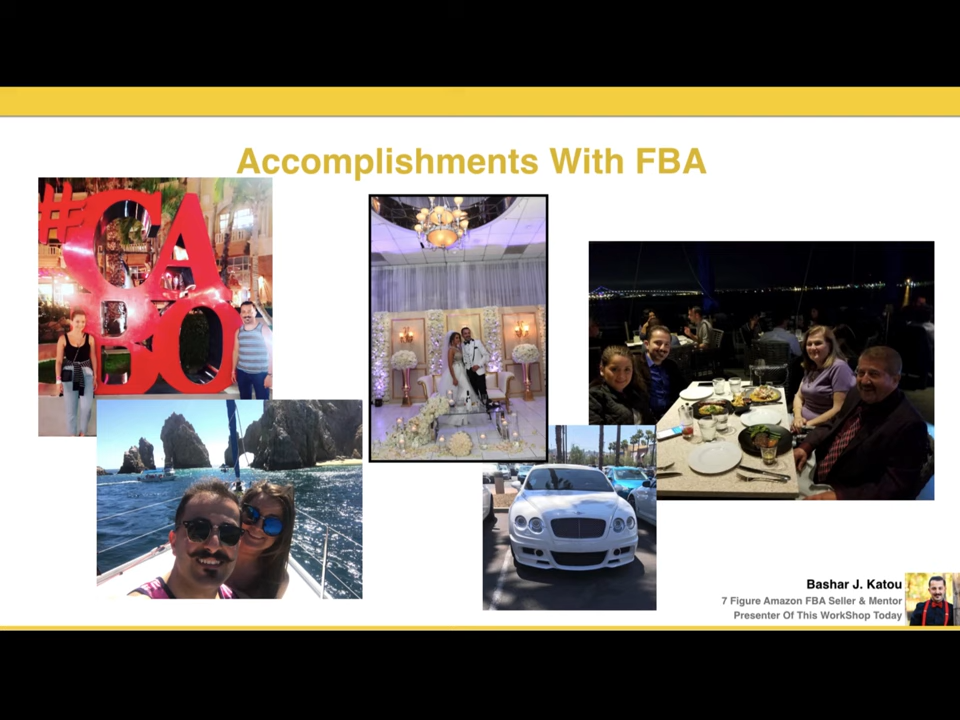 Accomplishments With FBA
#CABO
Bashar J. Katou
7 Figure Amazon FBA Seller & Mentor
Presenter Of This WorkShop Today